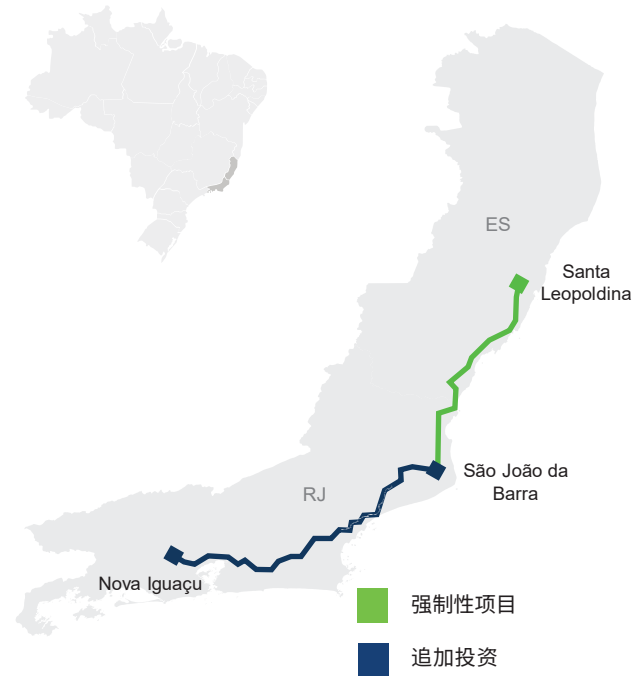 ES
Santa
Leopoldina
São João da
Barra
RJ
Nova Iguaçu
强制性项目
追加投资